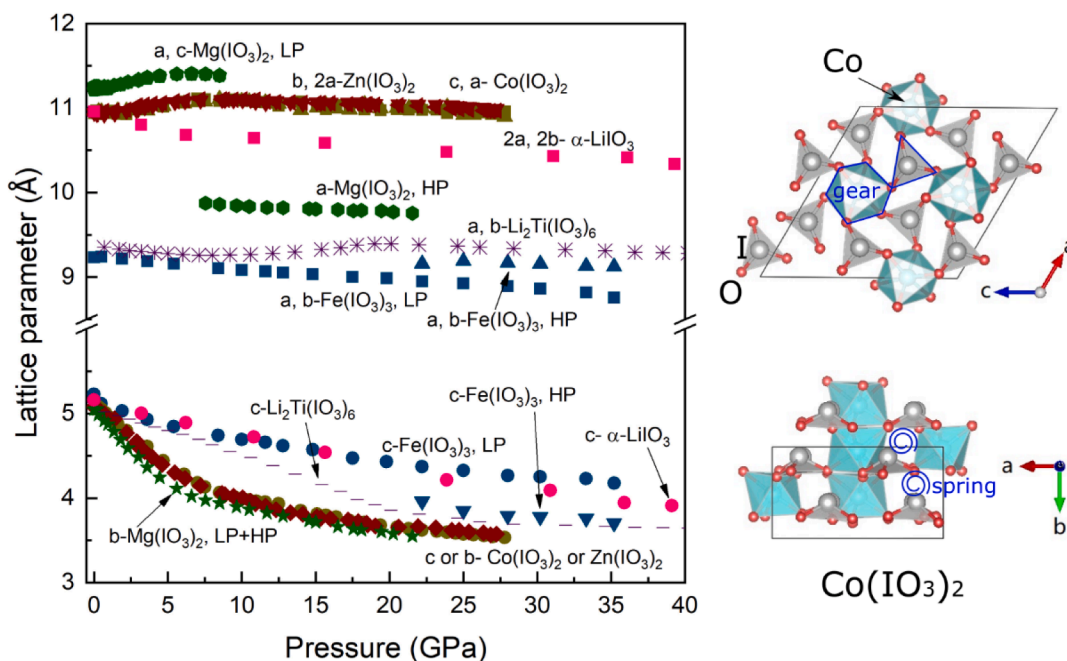 12
11
10
9
5
4
3
Lattice parameter (Å)
0
5
10
15
20
25
30
35
40
Pressure (GPa)
a, c-Mg(IO₃)₂, LP
b, 2a-Zn(IO₃)₂
c, a- Co(IO₃)₂
2a, 2b- α-LiIO₃
a-Mg(IO₃)₂, HP
a, b-Li₂Ti(IO₃)₆
a, b-Fe(IO₃)₃, LP
a, b-Fe(IO₃)₃, HP
c-Li₂Ti(IO₃)₆
c-Fe(IO₃)₃, HP
c-Fe(IO₃)₃, LP
c- α-LiIO₃
b-Mg(IO₃)₂, LP+HP
c or b- Co(IO₃)₂ or Zn(IO₃)₂
Co
gear
I
O
a
c
spring
a
b
Co(IO₃)₂